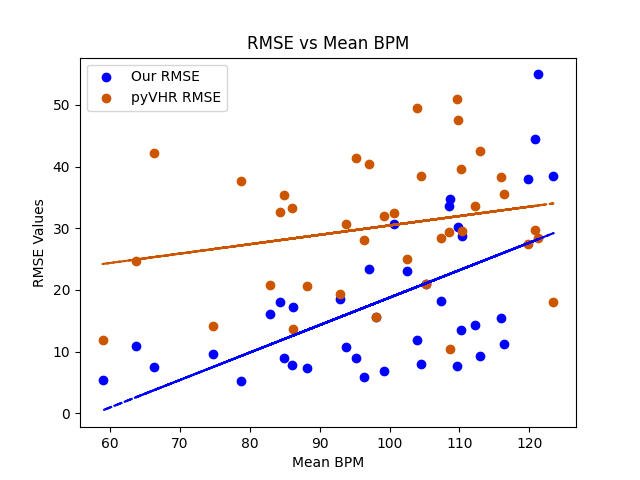 RMSE vs Mean BPM
Our RMSE
pyVHR RMSE
RMSE Values
50
40
30
20
10
0
60 70 80 90 100 110 120
Mean BPM